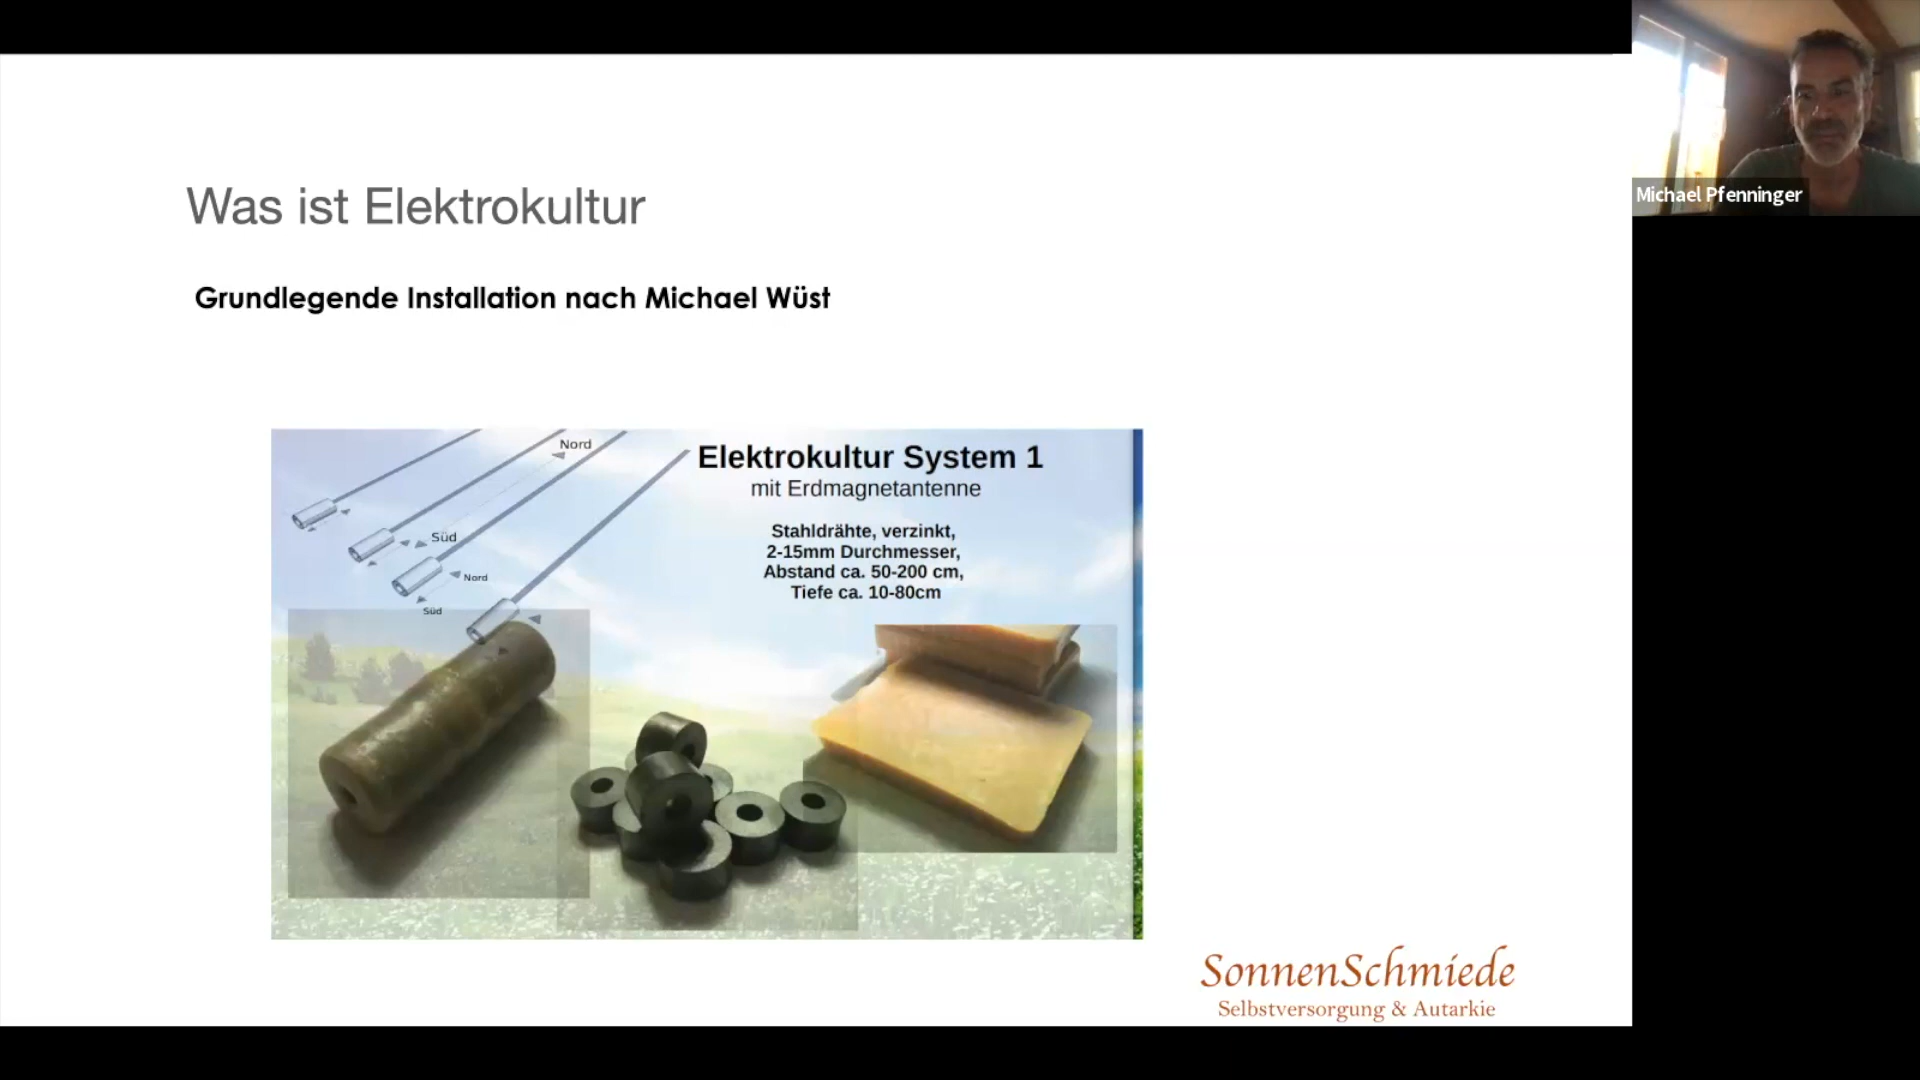 Michael Pfenninger
Was ist Elektrokultur
Grundlegende Installation nach Michael Wüst
Nord
Süd
Nord
Süd
Elektrokultur System 1
mit Erdmagnetantenne
Stahldrähte, verzinkt,
2-15mm Durchmesser,
Abstand ca. 50-200 cm,
Tiefe ca. 10-80cm
SonnenSchmiede
Selbstversorgung & Autarkie